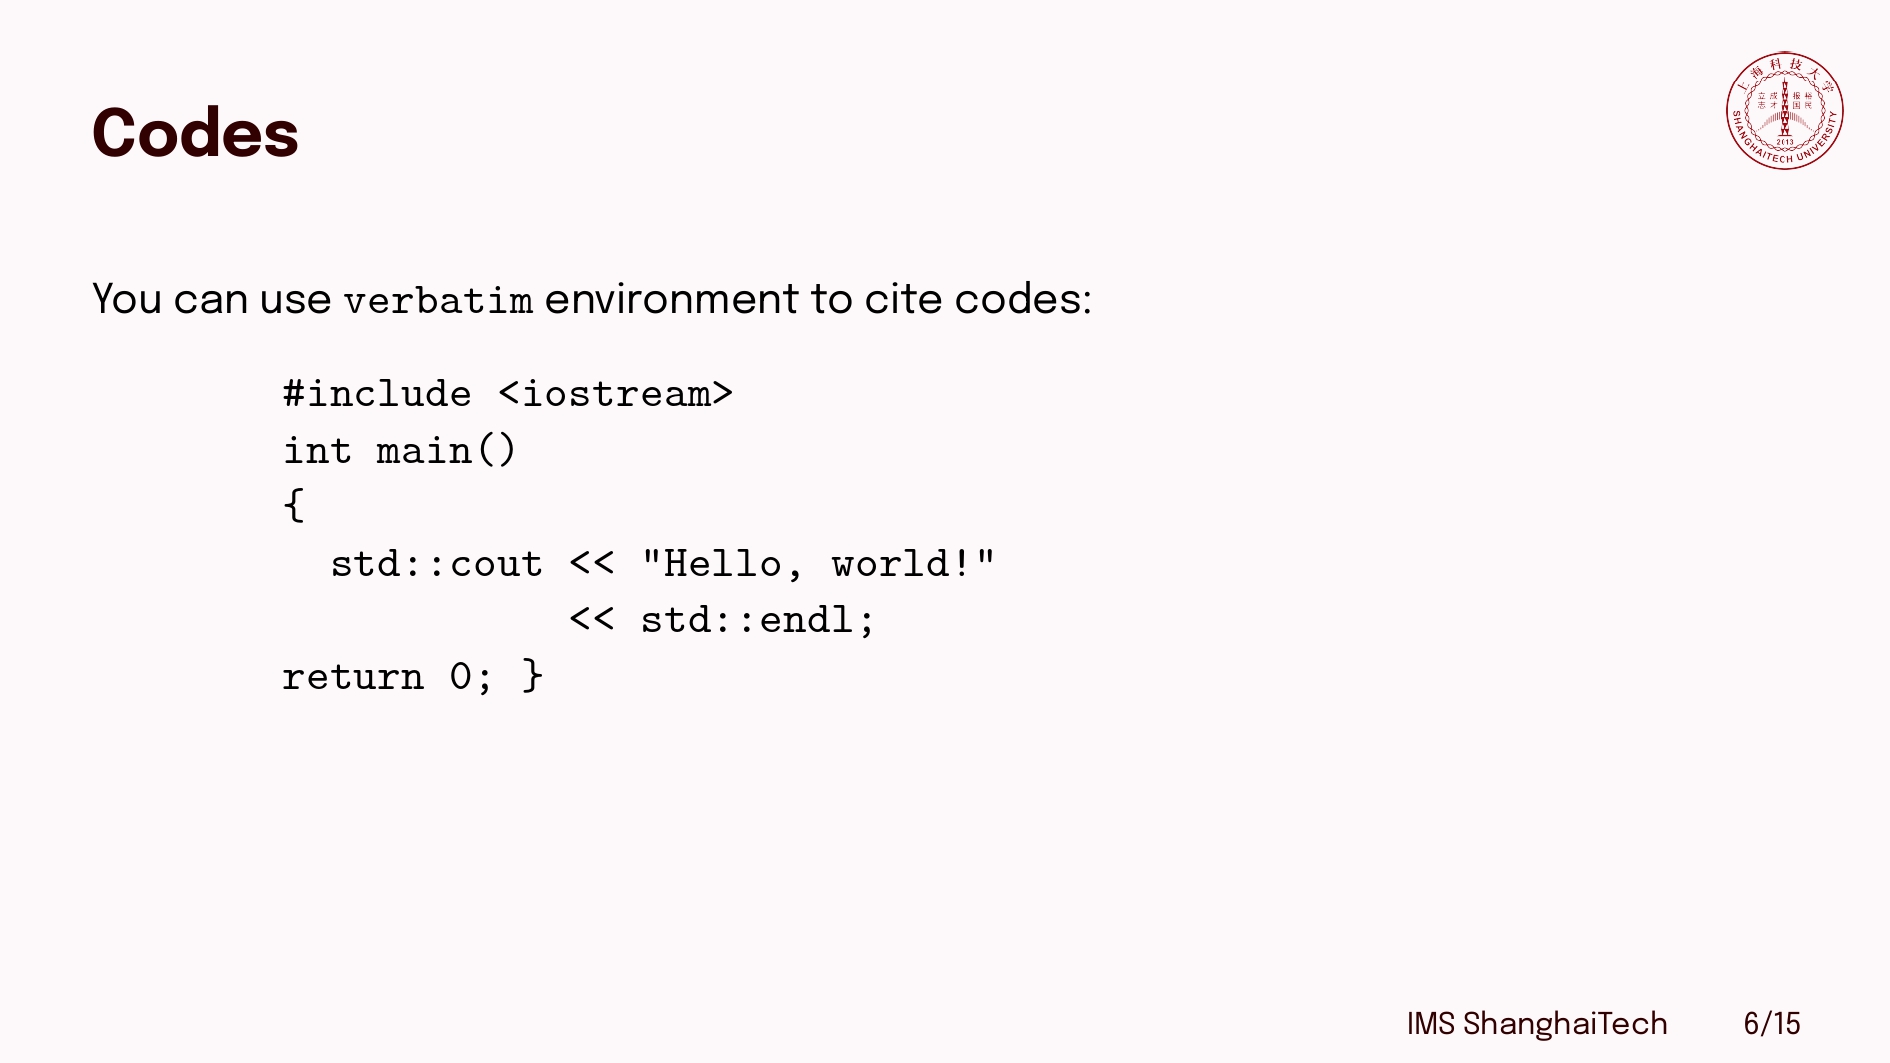 上海科技大学
立志 成才 报国 裕民
2013
SHANGHAITECH UNIVERSITY
Codes
You can use verbatim environment to cite codes:
#include <iostream>
int main()
{
  std::cout << "Hello, world!"
            << std::endl;
return 0; }
IMS ShanghaiTech 6/15